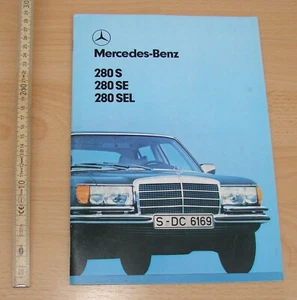 Mercedes-Benz
280 S
280 SE
280 SEL
S-DC 6169